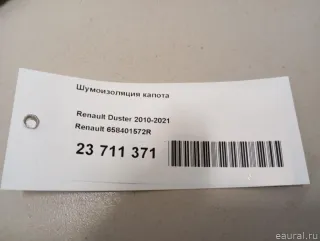 Шумоизоляция капота
Renault Duster 2010-2021
Renault 658401572R
23 711 371
eaural.ru